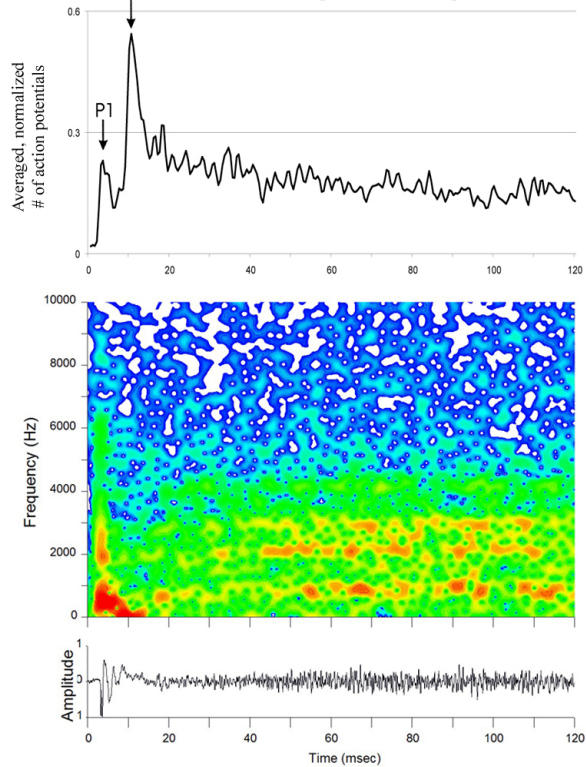 0.6
P1
Averaged, normalized
# of action potentials
0.3
0
0 20 40 60 80 100 120
10000
8000
6000
4000
2000
0
Frequency (Hz)
1
0
1
Amplitude
0 20 40 60 80 100 120
Time (msec)